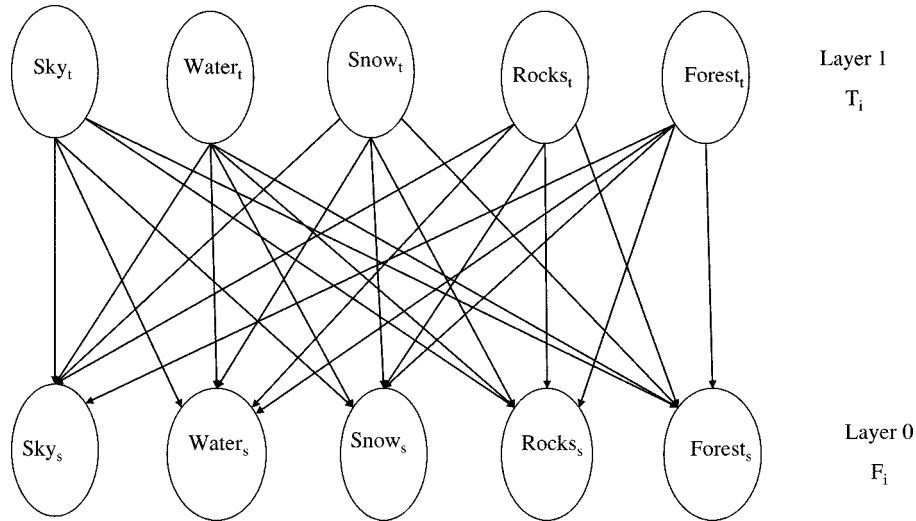 Sky_t
Water_t
Snow_t
Rocks_t
Forest_t
Layer 1
T_i
Sky_s
Water_s
Snow_s
Rocks_s
Forest_s
Layer 0
F_i